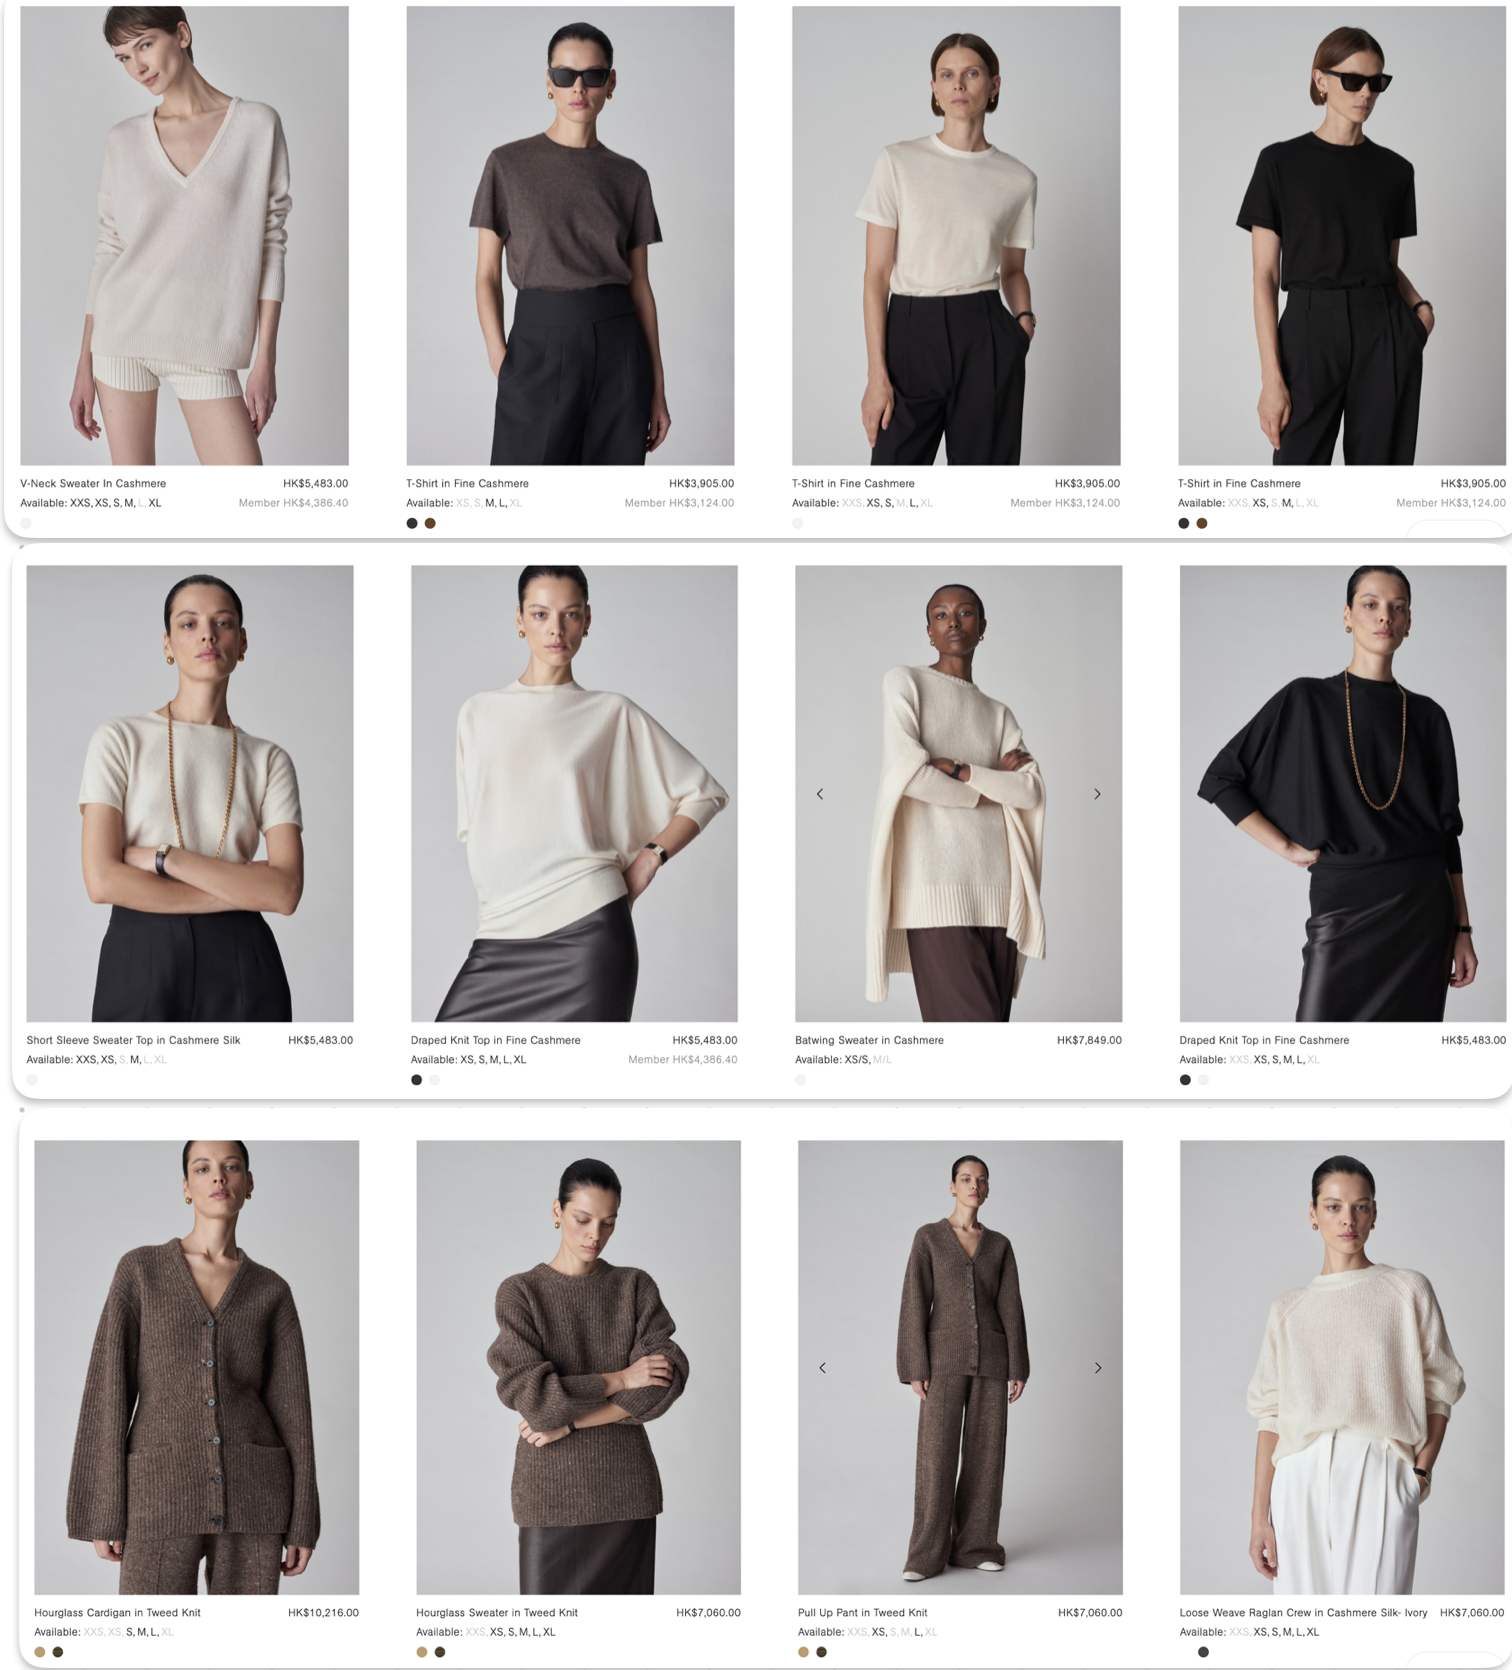 V-Neck Sweater In Cashmere HK$5,483.00
Available: XXS, XS, S, M, L, XL Member HK$4,386.40
T-Shirt in Fine Cashmere HK$3,905.00
Available: XS, S, M, L, XL Member HK$3,124.00
T-Shirt in Fine Cashmere HK$3,905.00
Available: XXS, XS, S, M, L, XL Member HK$3,124.00
T-Shirt in Fine Cashmere HK$3,905.00
Available: XXS, XS, S, M, L, XL Member HK$3,124.00
Short Sleeve Sweater Top in Cashmere Silk HK$5,483.00
Available: XXS, XS, S, M, L, XL
Draped Knit Top in Fine Cashmere HK$5,483.00
Available: XS, S, M, L, XL Member HK$4,386.40
Batwing Sweater in Cashmere HK$7,849.00
Available: XS/S, M/L
Draped Knit Top in Fine Cashmere HK$5,483.00
Available: XXS, XS, S, M, L, XL
Hourglass Cardigan in Tweed Knit HK$10,216.00
Available: XXS, XS, S, M, L, XL
Hourglass Sweater in Tweed Knit HK$7,060.00
Available: XXS, XS, S, M, L, XL
Pull Up Pant in Tweed Knit HK$7,060.00
Available: XXS, XS, S, M, L, XL
Loose Weave Raglan Crew in Cashmere Silk- Ivory HK$7,060.00
Available: XXS, XS, S, M, L, XL